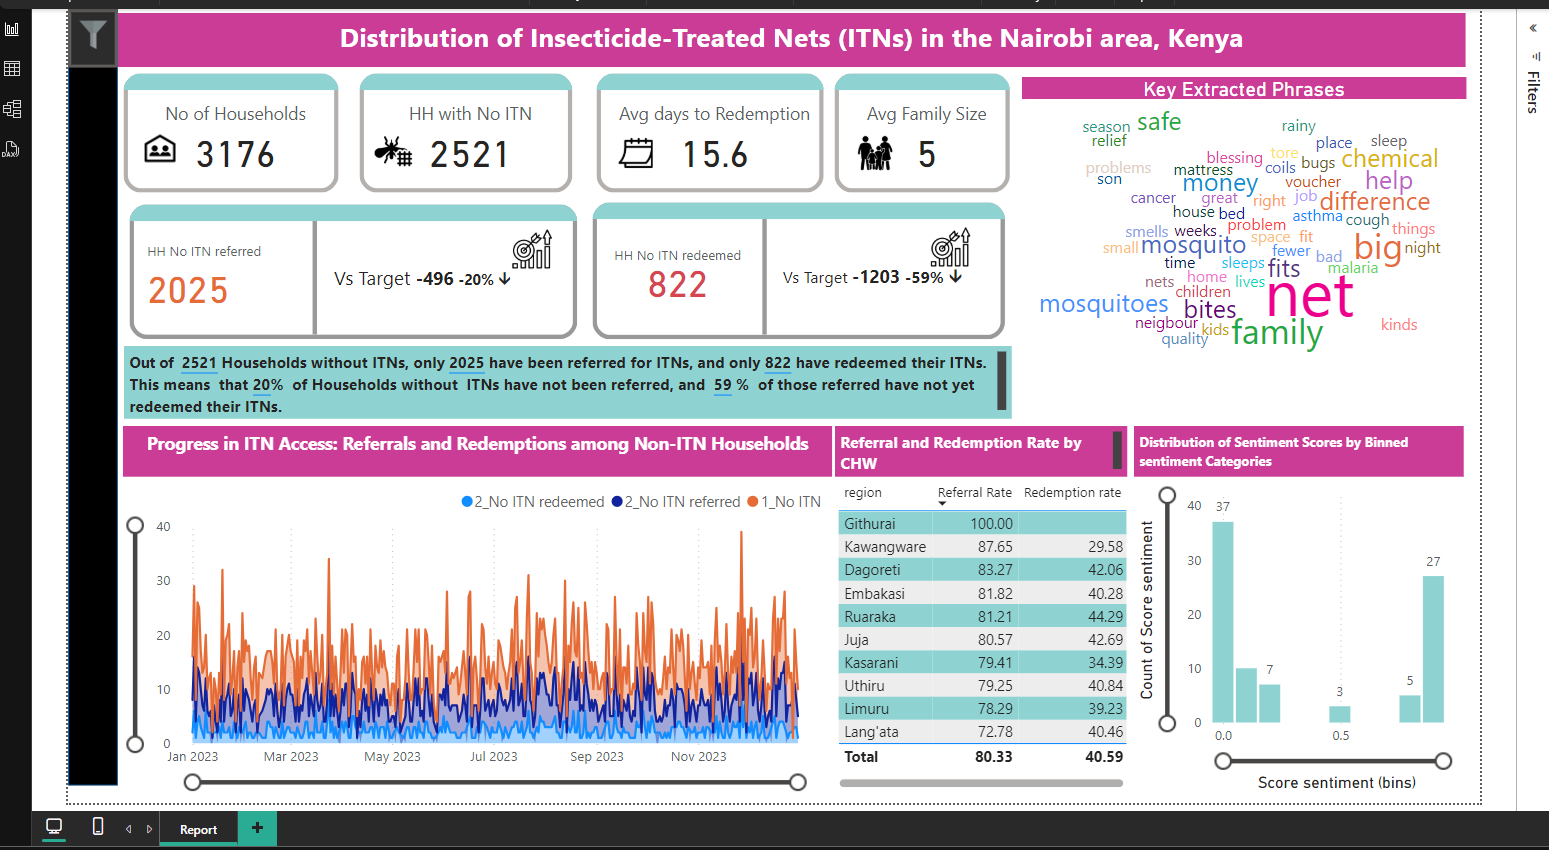 Distribution of Insecticide-Treated Nets (ITNs) in the Nairobi area, Kenya
No of Households
3176
HH with No ITN
2521
Avg days to Redemption
15.6
Avg Family Size
5
HH No ITN referred
2025
Vs Target -496 -20%
HH No ITN redeemed
822
Vs Target -1203 -59%
Out of 2521 Households without ITNs, only 2025 have been referred for ITNs, and only 822 have redeemed their ITNs.
This means that 20% of Households without ITNs have not been referred, and 59 % of those referred have not yet
redeemed their ITNs.
Key Extracted Phrases
season safe rainy
relief place sleep
blessing tore bugs chemical
problems mattress coils
son money voucher help
cancer great right job difference
house bed asthma cough
smells weeks problem things
small mosquito space fit big night
fewer bad
time sleeps fits malaria
nets home lives
children net
mosquitoes bites
neigbour kids family kinds
quality
Progress in ITN Access: Referrals and Redemptions among Non-ITN Households
2_No ITN redeemed 2_No ITN referred 1_No ITN
40
30
20
10
0
Jan 2023 Mar 2023 May 2023 Jul 2023 Sep 2023 Nov 2023
Referral and Redemption Rate by
CHW
region Referral Rate Redemption rate
Githurai 100.00
Kawangware 87.65 29.58
Dagoreti 83.27 42.06
Embakasi 81.82 40.28
Ruaraka 81.21 44.29
Juja 80.57 42.69
Kasarani 79.41 34.39
Uthiru 79.25 40.84
Limuru 78.29 39.23
Lang'ata 72.78 40.46
Total 80.33 40.59
Distribution of Sentiment Scores by Binned
sentiment Categories
Count of Score sentiment
40
30
20
10
0
37
7
3
5
27
0.0 0.5
Score sentiment (bins)
Filters
DAX
Report